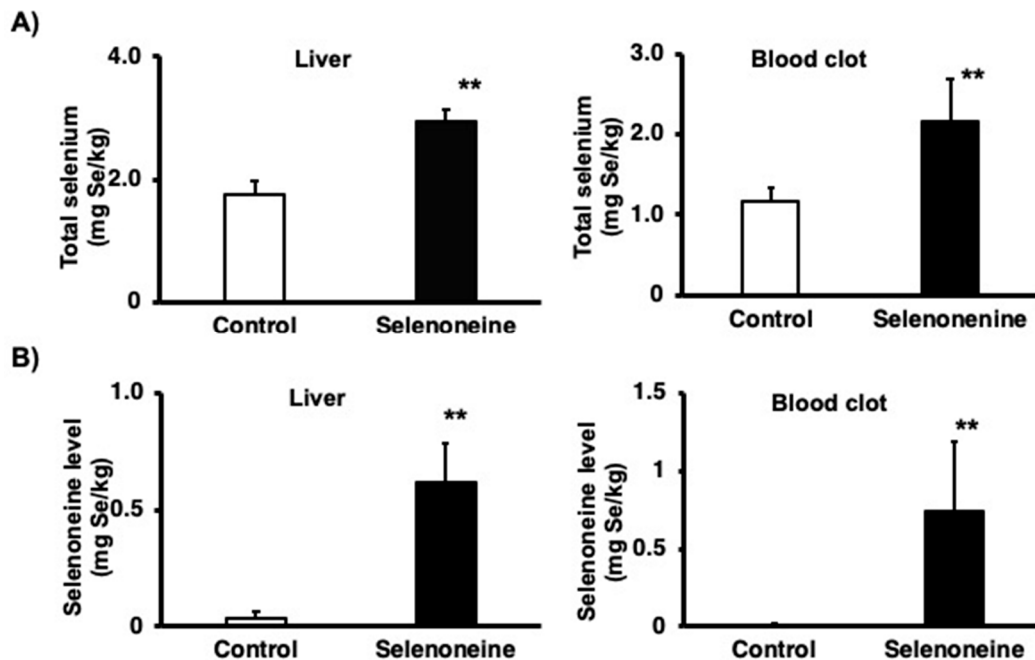 A)
Liver
Total selenium
(mg Se/kg)
4.0
2.0
0
**
Control
Selenoneine
Blood clot
Total selenium
(mg Se/kg)
3.0
2.0
1.0
0
**
Control
Selenonenine
B)
Liver
Selenoneine level
(mg Se/kg)
1.0
0.5
0
**
Control
Selenoneine
Blood clot
Selenoneine level
(mg Se/kg)
1.5
1
0.5
0
**
Control
Selenoneine